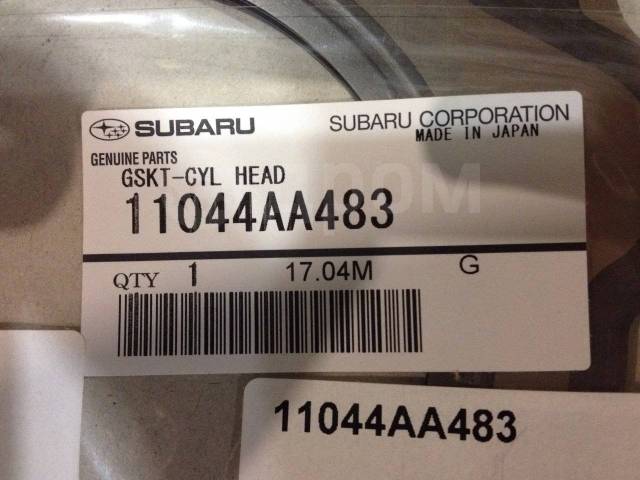 SUBARU
SUBARU CORPORATION
MADE IN JAPAN
GENUINE PARTS
GSKT-CYL HEAD
11044AA483
QTY 1 17.04M G
11044AA483